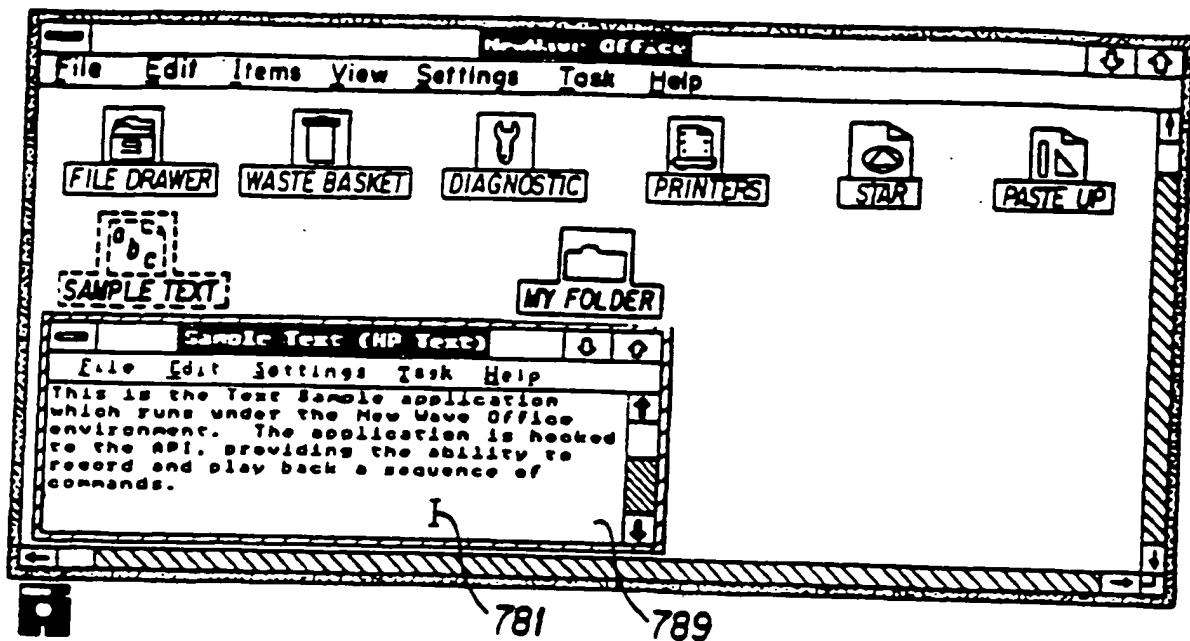 NewWave Office
File Edit Items View Settings Task Help
FILE DRAWER WASTE BASKET DIAGNOSTIC PRINTERS STAR PASTE UP
abc
SAMPLE TEXT MY FOLDER
Sample Text (HP Text)
File Edit Settings Task Help
This is the Text Sample application
which runs under the New Wave Office
environment. The application is hooked
to the API, providing the ability to
record and play back a sequence of
commands.
781 789